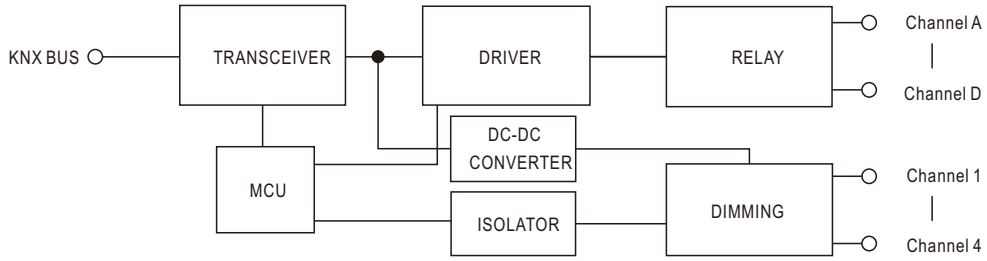 KNX BUS
TRANSCEIVER
DRIVER
RELAY
Channel A
Channel D
DC-DC
CONVERTER
MCU
ISOLATOR
DIMMING
Channel 1
Channel 4